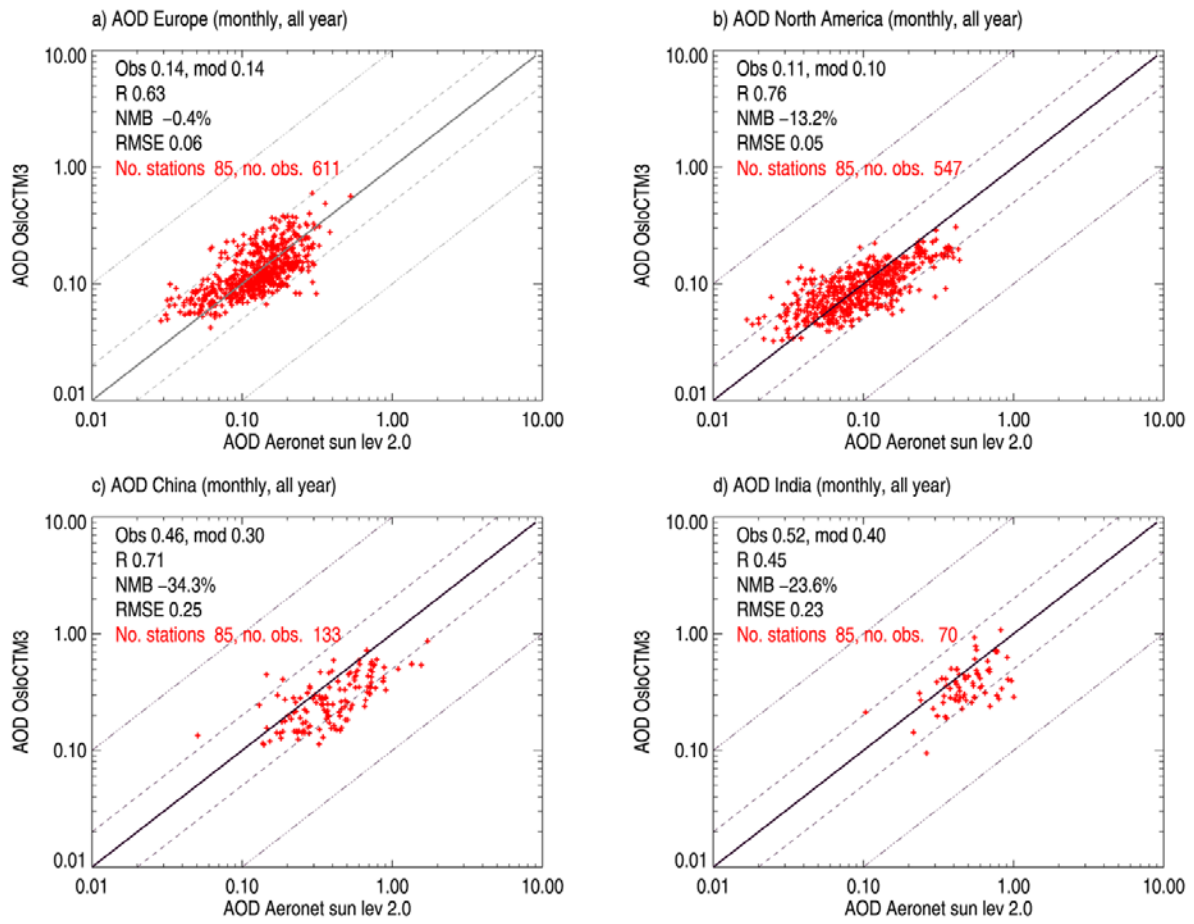 a) AOD Europe (monthly, all year)
10.00
1.00
0.10
0.01
AOD OsloCTM3
Obs 0.14, mod 0.14
R 0.63
NMB −0.4%
RMSE 0.06
No. stations 85, no. obs. 611
0.01 0.10 1.00 10.00
AOD Aeronet sun lev 2.0
b) AOD North America (monthly, all year)
10.00
1.00
0.10
0.01
AOD OsloCTM3
Obs 0.11, mod 0.10
R 0.76
NMB −13.2%
RMSE 0.05
No. stations 85, no. obs. 547
0.01 0.10 1.00 10.00
AOD Aeronet sun lev 2.0
c) AOD China (monthly, all year)
10.00
1.00
0.10
0.01
AOD OsloCTM3
Obs 0.46, mod 0.30
R 0.71
NMB −34.3%
RMSE 0.25
No. stations 85, no. obs. 133
0.01 0.10 1.00 10.00
AOD Aeronet sun lev 2.0
d) AOD India (monthly, all year)
10.00
1.00
0.10
0.01
AOD OsloCTM3
Obs 0.52, mod 0.40
R 0.45
NMB −23.6%
RMSE 0.23
No. stations 85, no. obs. 70
0.01 0.10 1.00 10.00
AOD Aeronet sun lev 2.0